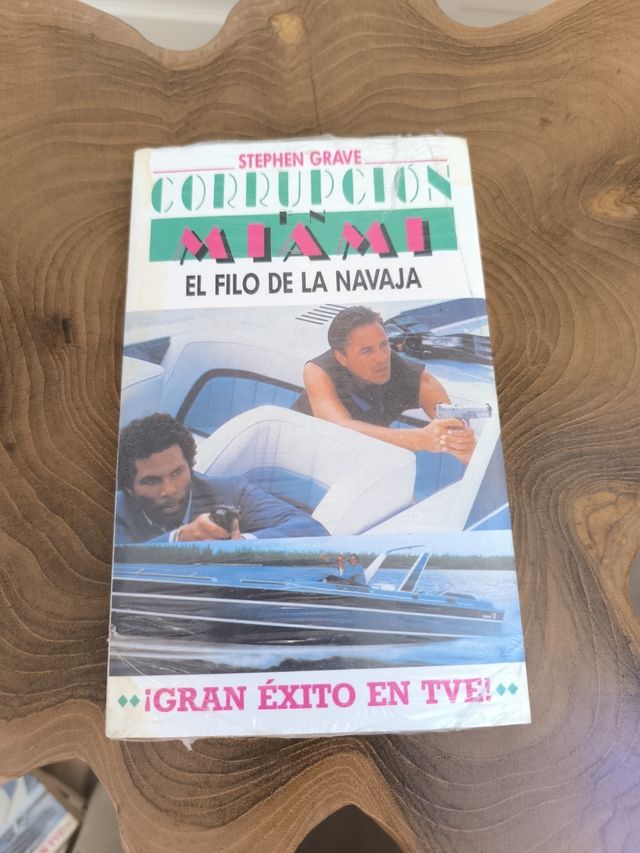 STEPHEN GRAVE
CORRUPCIÓN
EN
MIAMI
EL FILO DE LA NAVAJA
¡GRAN ÉXITO EN TVE!